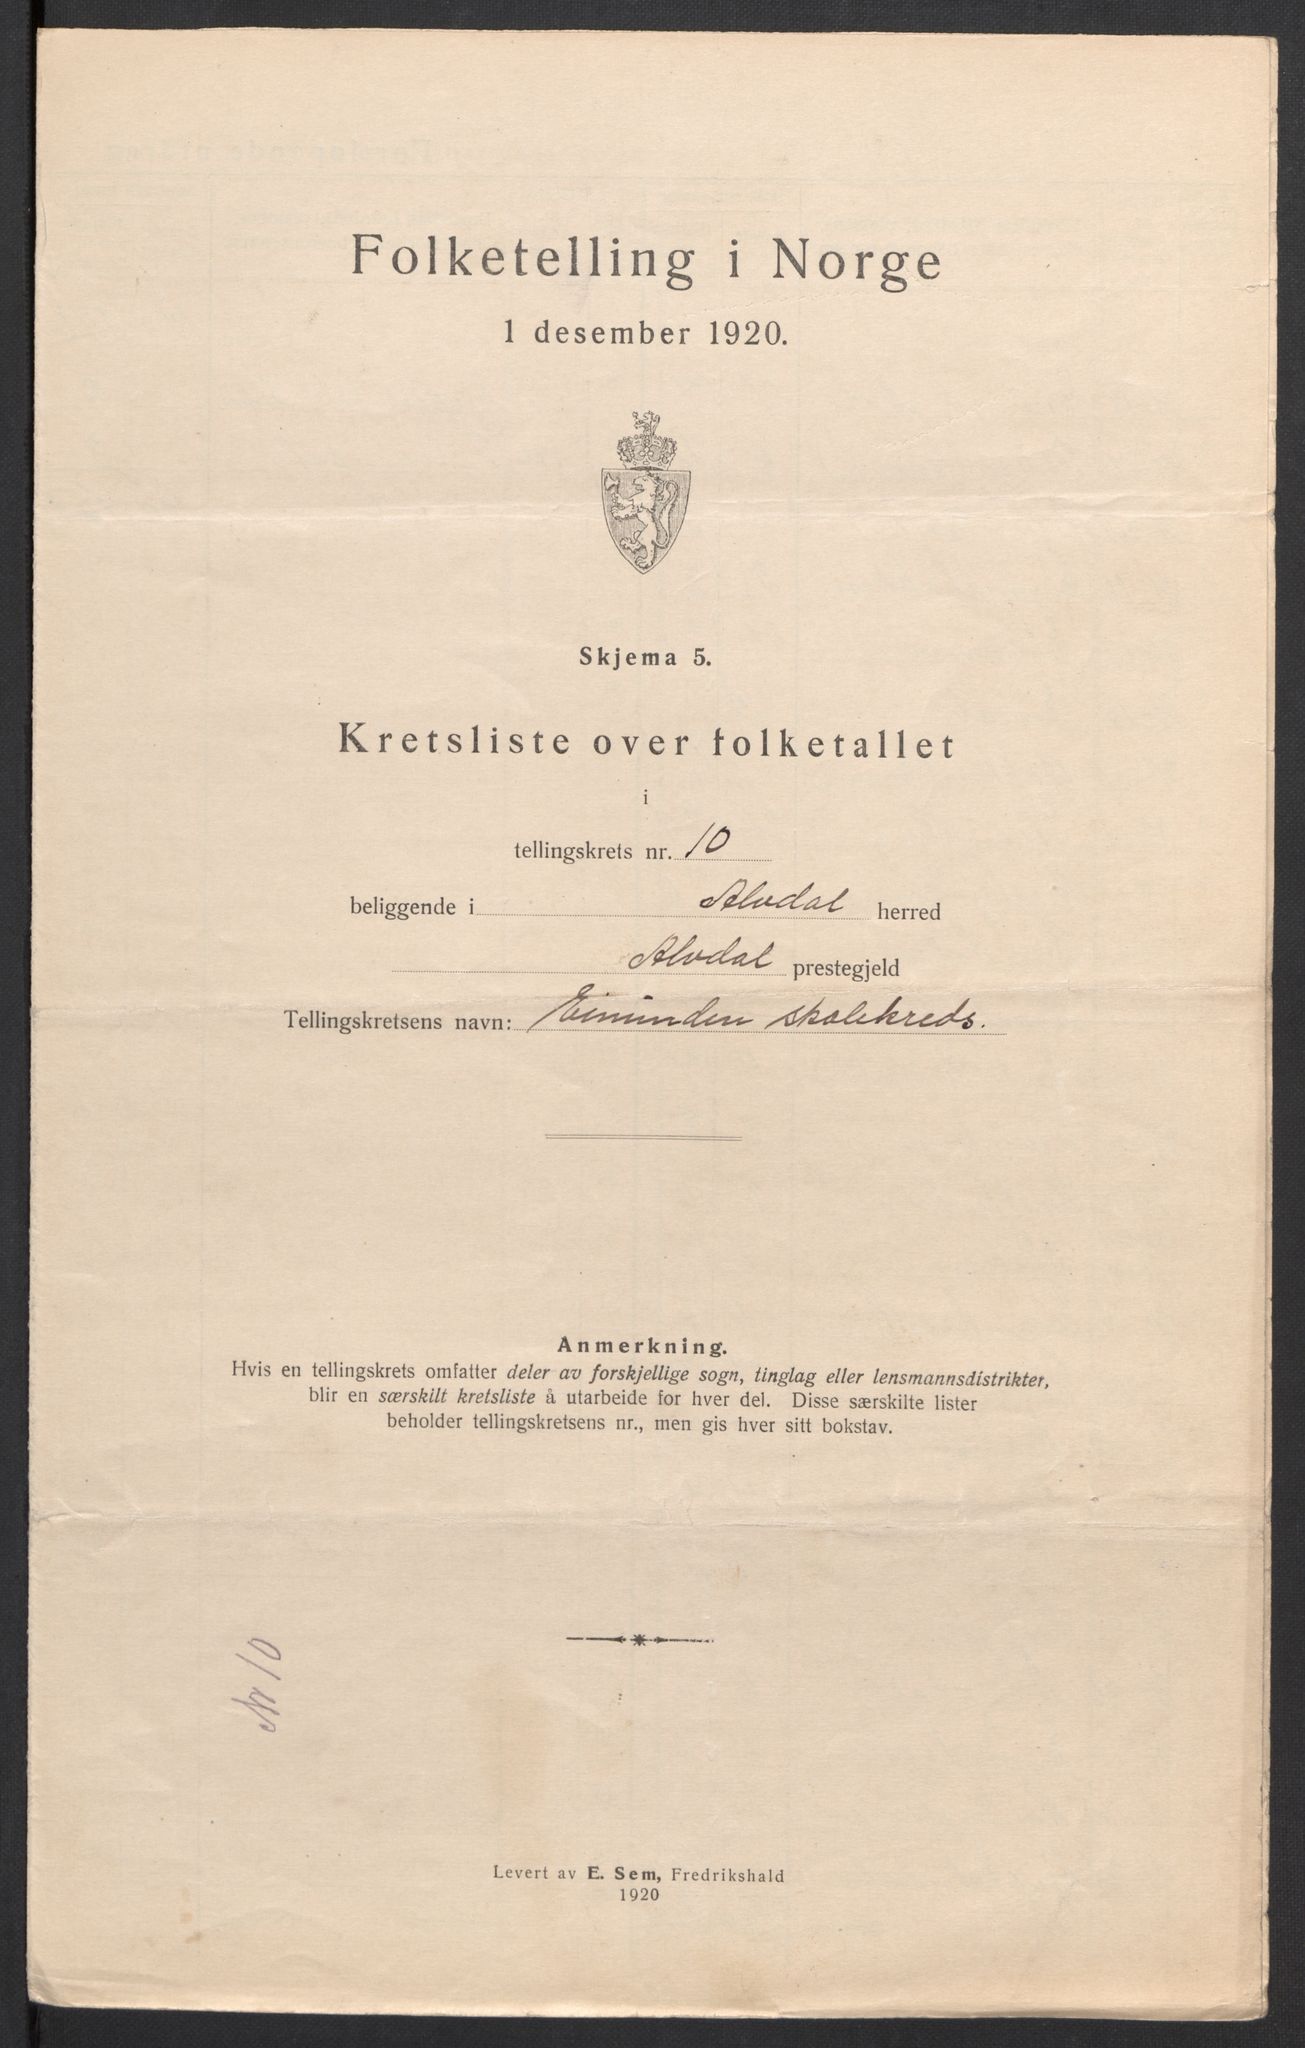 Folketelling i Norge
1 desember 1920.
Skjema 5.
Kretsliste over folketallet
i
tellingskrets nr. 10
beliggende i Alvdal herred
Alvdal prestegjeld
Tellingskretsens navn: Einunden skolekreds.
Anmerkning.
Hvis en tellingskrets omfatter deler av forskjellige sogn, tinglag eller lensmannsdistrikter,
blir en særskilt kretsliste å utarbeide for hver del. Disse særskilte lister
beholder tellingskretsens nr., men gis hver sitt bokstav.
Nr 10
Levert av E. Sem, Fredrikshald
1920